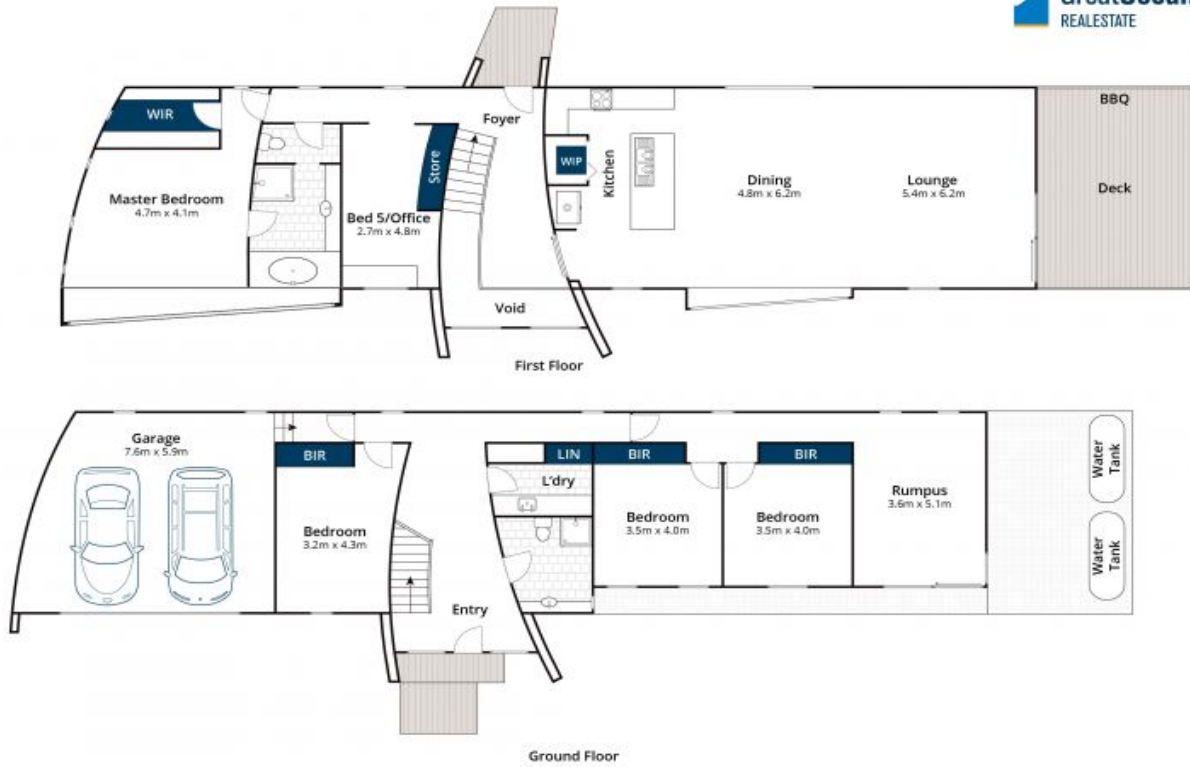 REALESTATE
BBQ
WIR
Foyer
Store
WIP
Kitchen
Master Bedroom
4.7m x 4.1m
Bed 5/Office
2.7m x 4.8m
Dining
4.8m x 6.2m
Lounge
5.4m x 6.2m
Deck
Void
First Floor
Garage
7.6m x 5.9m
BIR
LIN
BIR
BIR
L'dry
Bedroom
3.2m x 4.3m
Bedroom
3.5m x 4.0m
Bedroom
3.5m x 4.0m
Rumpus
3.6m x 5.1m
Water
Tank
Water
Tank
Entry
Ground Floor